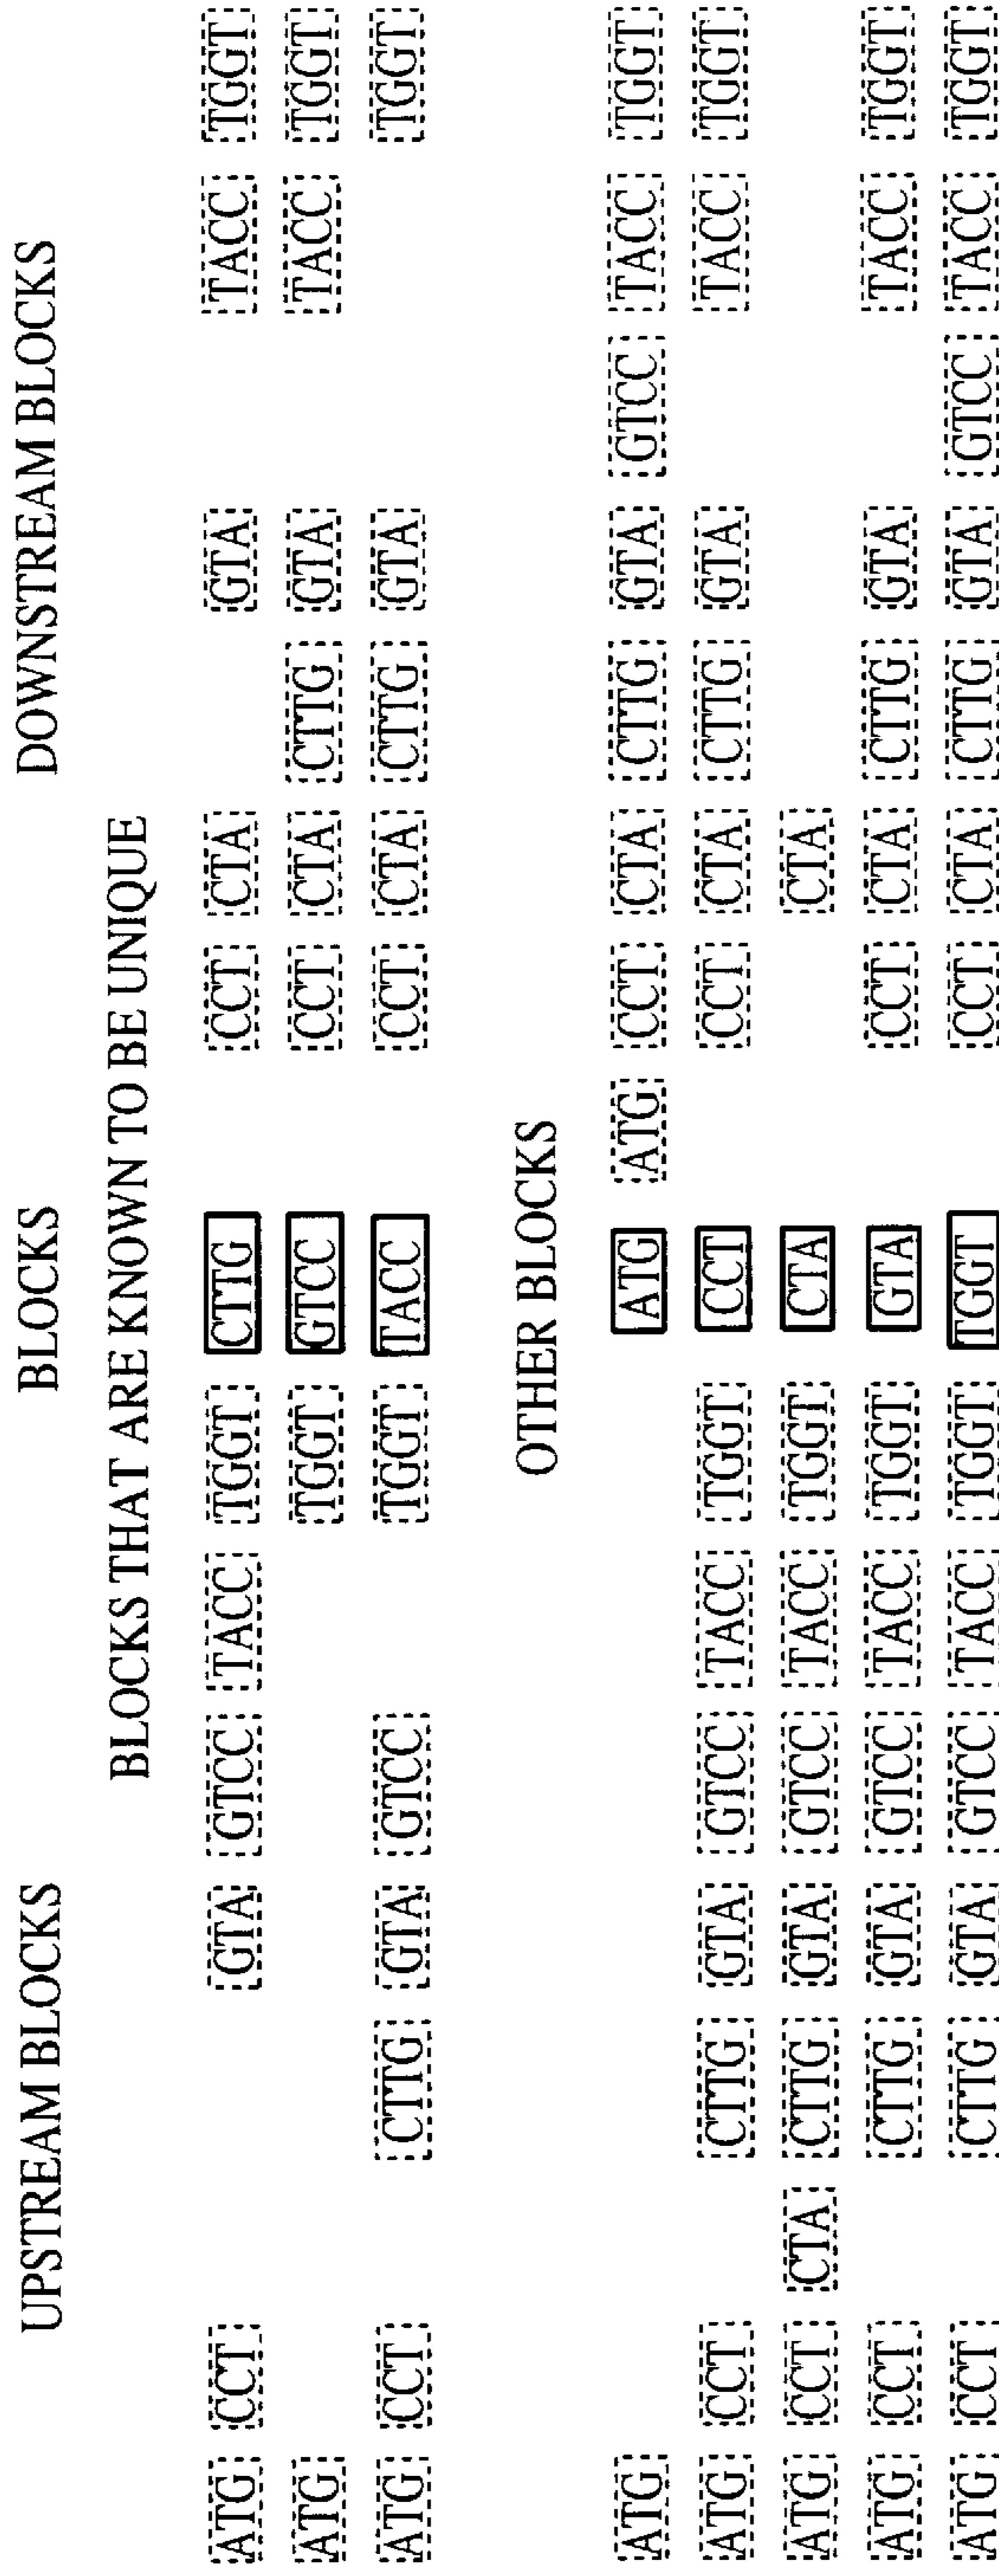 UPSTREAM BLOCKS BLOCKS DOWNSTREAM BLOCKS
BLOCKS THAT ARE KNOWN TO BE UNIQUE
ATG CCT GTA GTCC TACC TGGT CTTG CCT CTA GTA TACC TGGT
ATG TGGT GTCC CCT CTA CTTG GTA TACC TGGT
ATG CCT CTTG GTA GTCC TGGT TACC CCT CTA CTTG GTA TGGT
OTHER BLOCKS
ATG ATG ATG CCT CTA CTTG GTA GTCC TACC TGGT
ATG CCT CTTG GTA GTCC TACC TGGT CCT CCT CTA CTTG GTA TACC TGGT
ATG CCT CTA CTTG GTA GTCC TACC TGGT CTA CTA
ATG CCT CTTG GTA GTCC TACC TGGT GTA CCT CTA CTTG GTA TACC TGGT
ATG CCT CTTG GTA GTCC TACC TGGT TGGT CCT CTA CTTG GTA GTCC TACC TGGT